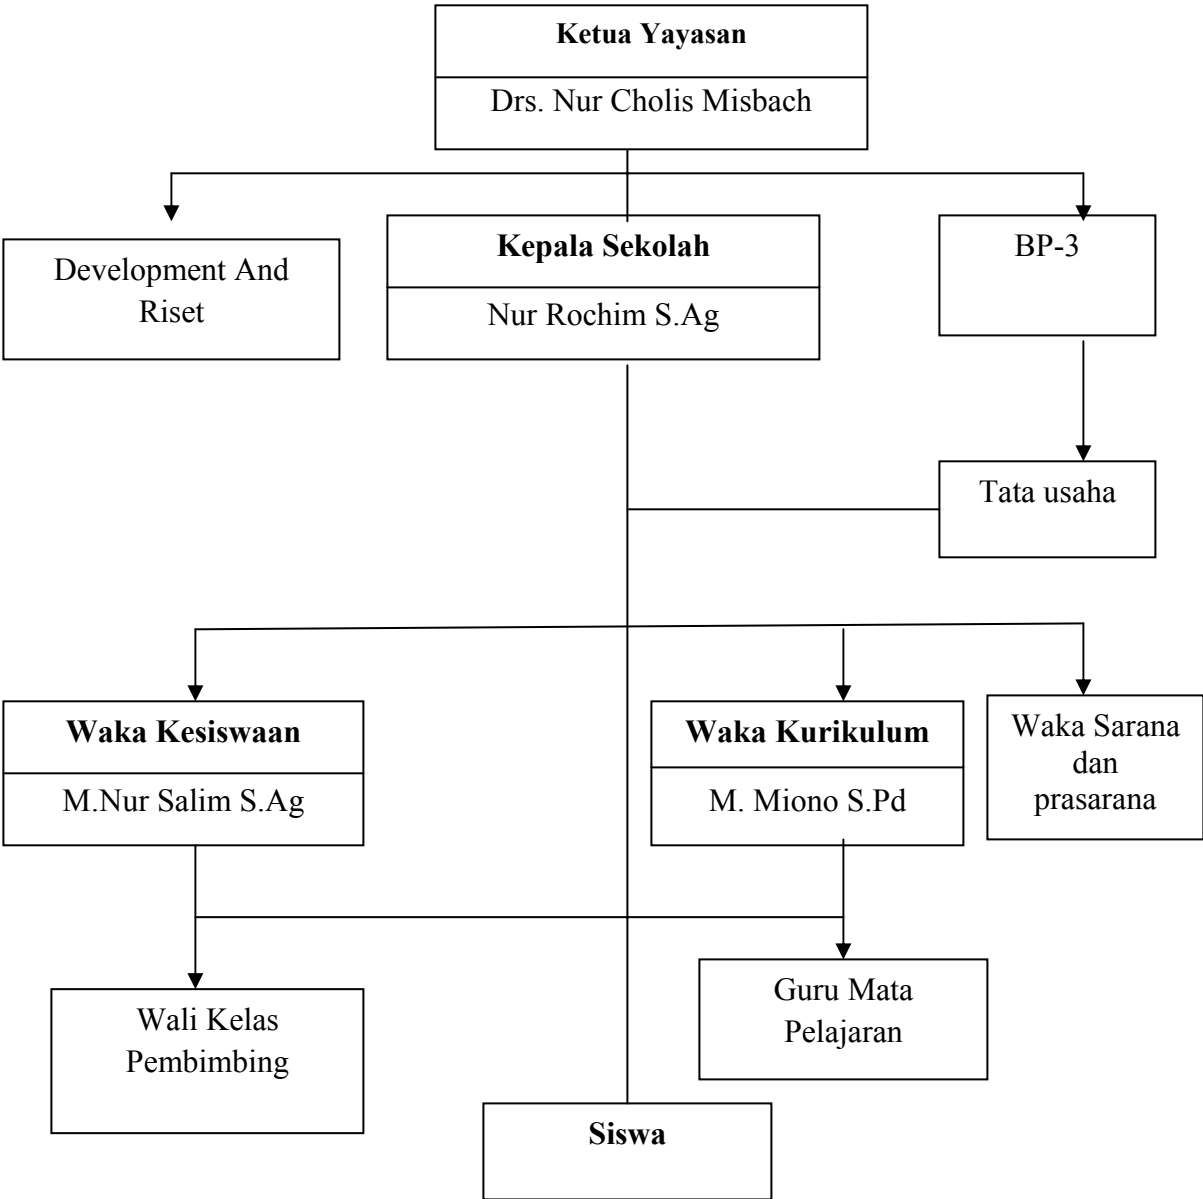 Ketua Yayasan
Drs. Nur Cholis Misbach
Development And
Riset
Kepala Sekolah
Nur Rochim S.Ag
BP-3
Tata usaha
Waka Kesiswaan
M.Nur Salim S.Ag
Waka Kurikulum
M. Miono S.Pd
Waka Sarana
dan
prasarana
Wali Kelas
Pembimbing
Guru Mata
Pelajaran
Siswa